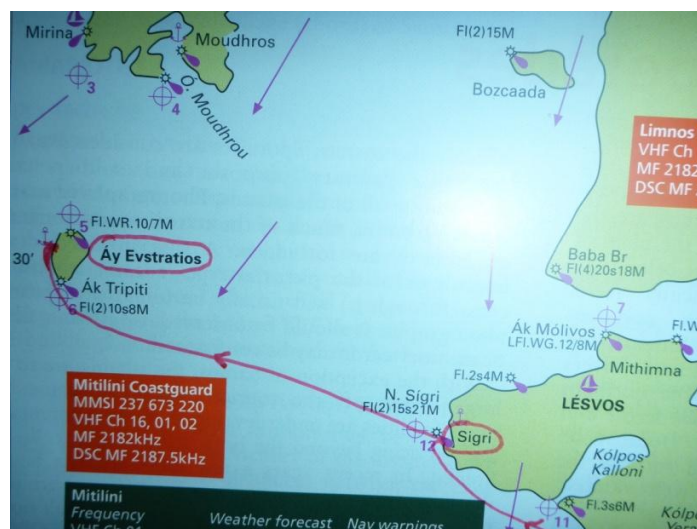 Mirina
Moudhros
3
4
Ó. Moudhrou
Fl(2)15M
Bozcaada
Limnos
VHF Ch
MF 2182
DSC MF
5
Fl.WR.10/7M
30'
Áy Evstratios
Ák Tripiti
6
Fl(2)10s8M
Baba Br
Fl(4)20s18M
7
Ák Mólivos
LFl.WG.12/8M
Fl.W
Mithimna
Mitilíni Coastguard
MMSI 237 673 220
VHF Ch 16, 01, 02
MF 2182kHz
DSC MF 2187.5kHz
Fl.2s4M
LÉSVOS
N. Sígri
Fl(2)15s21M
12
Sigri
Kólpos
Kalloni
11
Fl.3s6M
Kólp
Mitilíni
Frequency
Weather forecast
Nav warnings